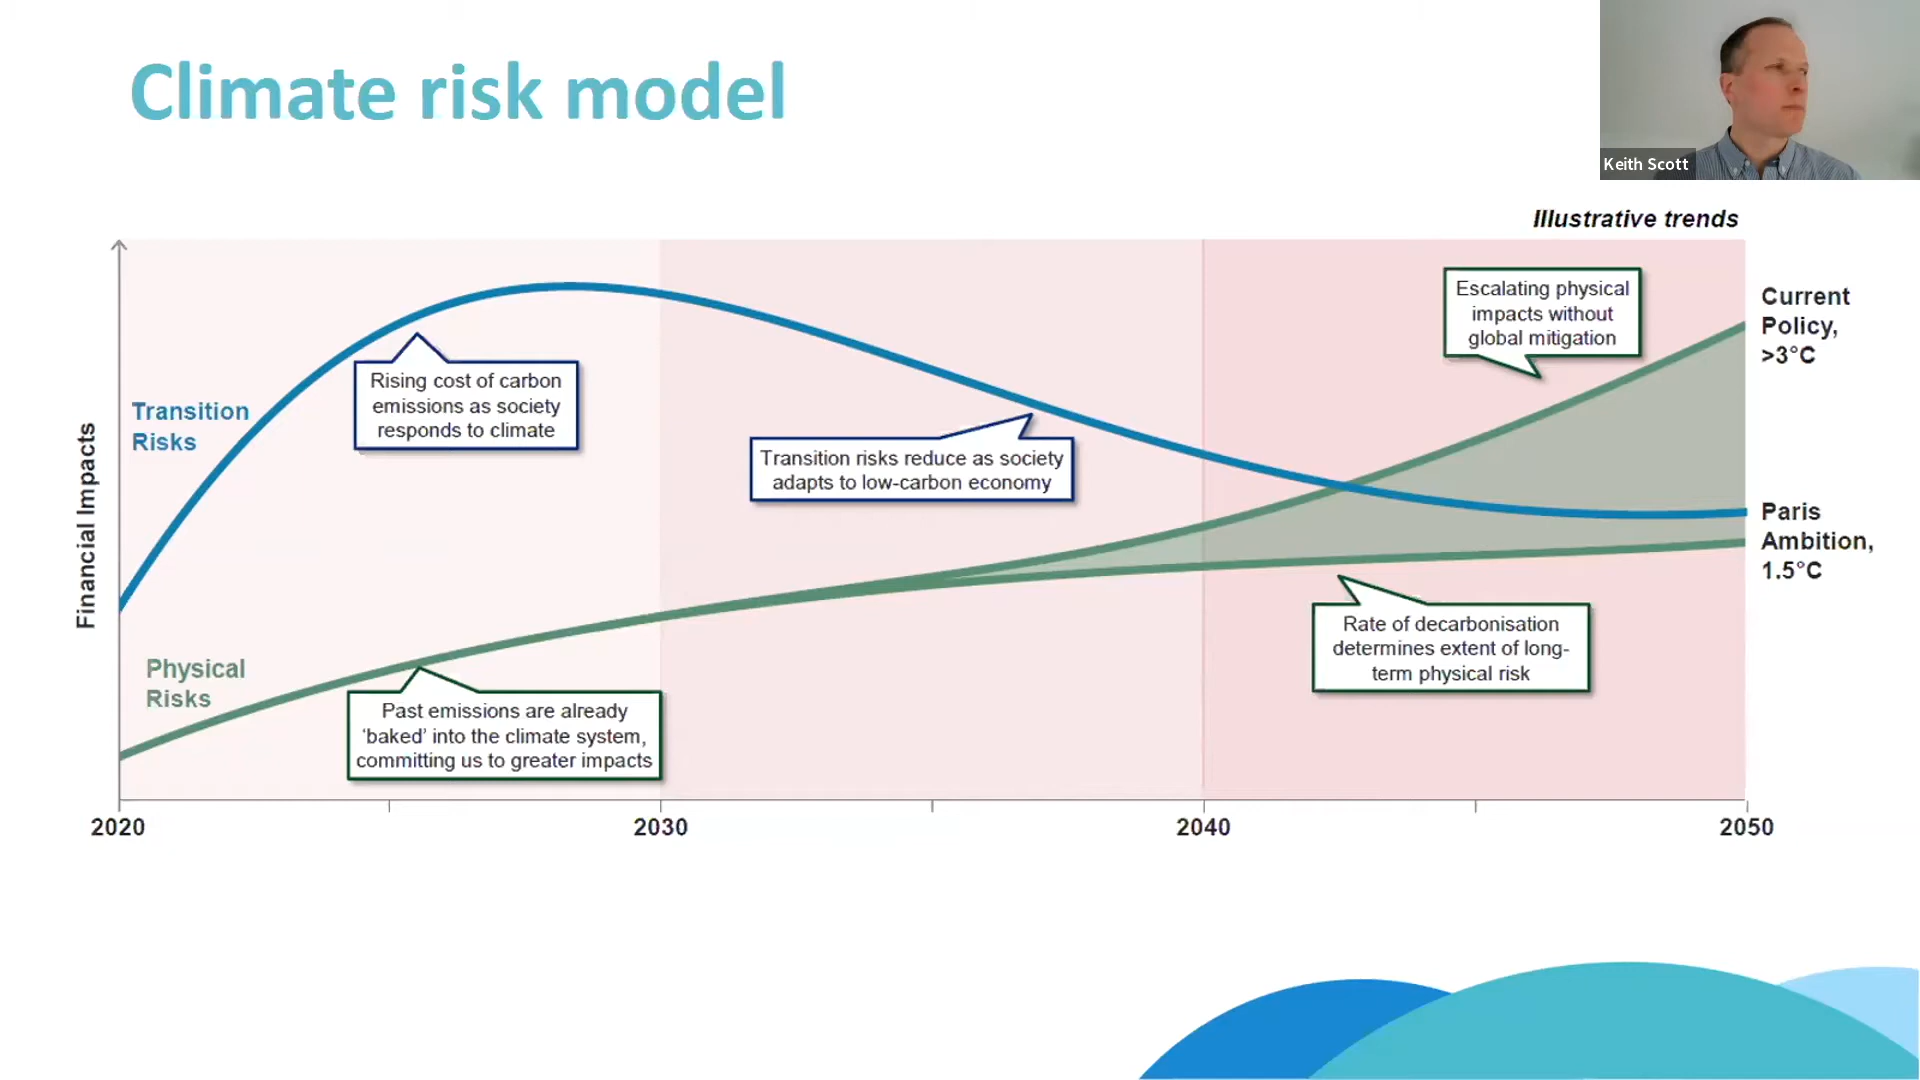 Climate risk model
Keith Scott
Illustrative trends
Escalating physical
impacts without
global mitigation
Current
Policy,
>3°C
Rising cost of carbon
emissions as society
responds to climate
Transition
Risks
Transition risks reduce as society
adapts to low-carbon economy
Financial Impacts
Paris
Ambition,
1.5°C
Rate of decarbonisation
determines extent of long-
term physical risk
Physical
Risks
Past emissions are already
‘baked’ into the climate system,
committing us to greater impacts
2020
2030
2040
2050